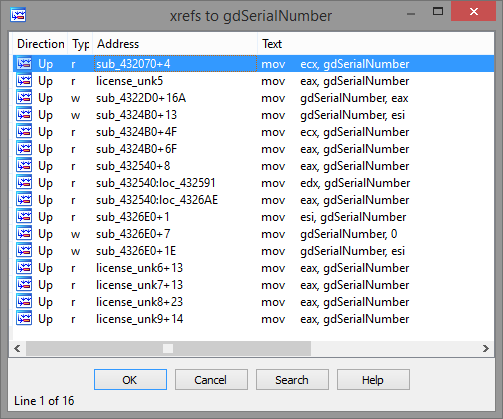 xrefs to gdSerialNumber
Direction Typ Address Text
Up r sub_432070+4 mov ecx, gdSerialNumber
Up r license_unk5 mov eax, gdSerialNumber
Up w sub_4322D0+16A mov gdSerialNumber, eax
Up w sub_4324B0+13 mov gdSerialNumber, esi
Up r sub_4324B0+4F mov ecx, gdSerialNumber
Up r sub_4324B0+6F mov eax, gdSerialNumber
Up r sub_432540+8 mov eax, gdSerialNumber
Up r sub_432540:loc_432591 mov edx, gdSerialNumber
Up r sub_432540:loc_4326AE mov eax, gdSerialNumber
Up r sub_4326E0+1 mov esi, gdSerialNumber
Up w sub_4326E0+7 mov gdSerialNumber, 0
Up w sub_4326E0+1E mov gdSerialNumber, esi
Up r license_unk6+13 mov eax, gdSerialNumber
Up r license_unk7+13 mov eax, gdSerialNumber
Up r license_unk8+23 mov eax, gdSerialNumber
Up r license_unk9+14 mov eax, gdSerialNumber
OK Cancel Search Help
Line 1 of 16